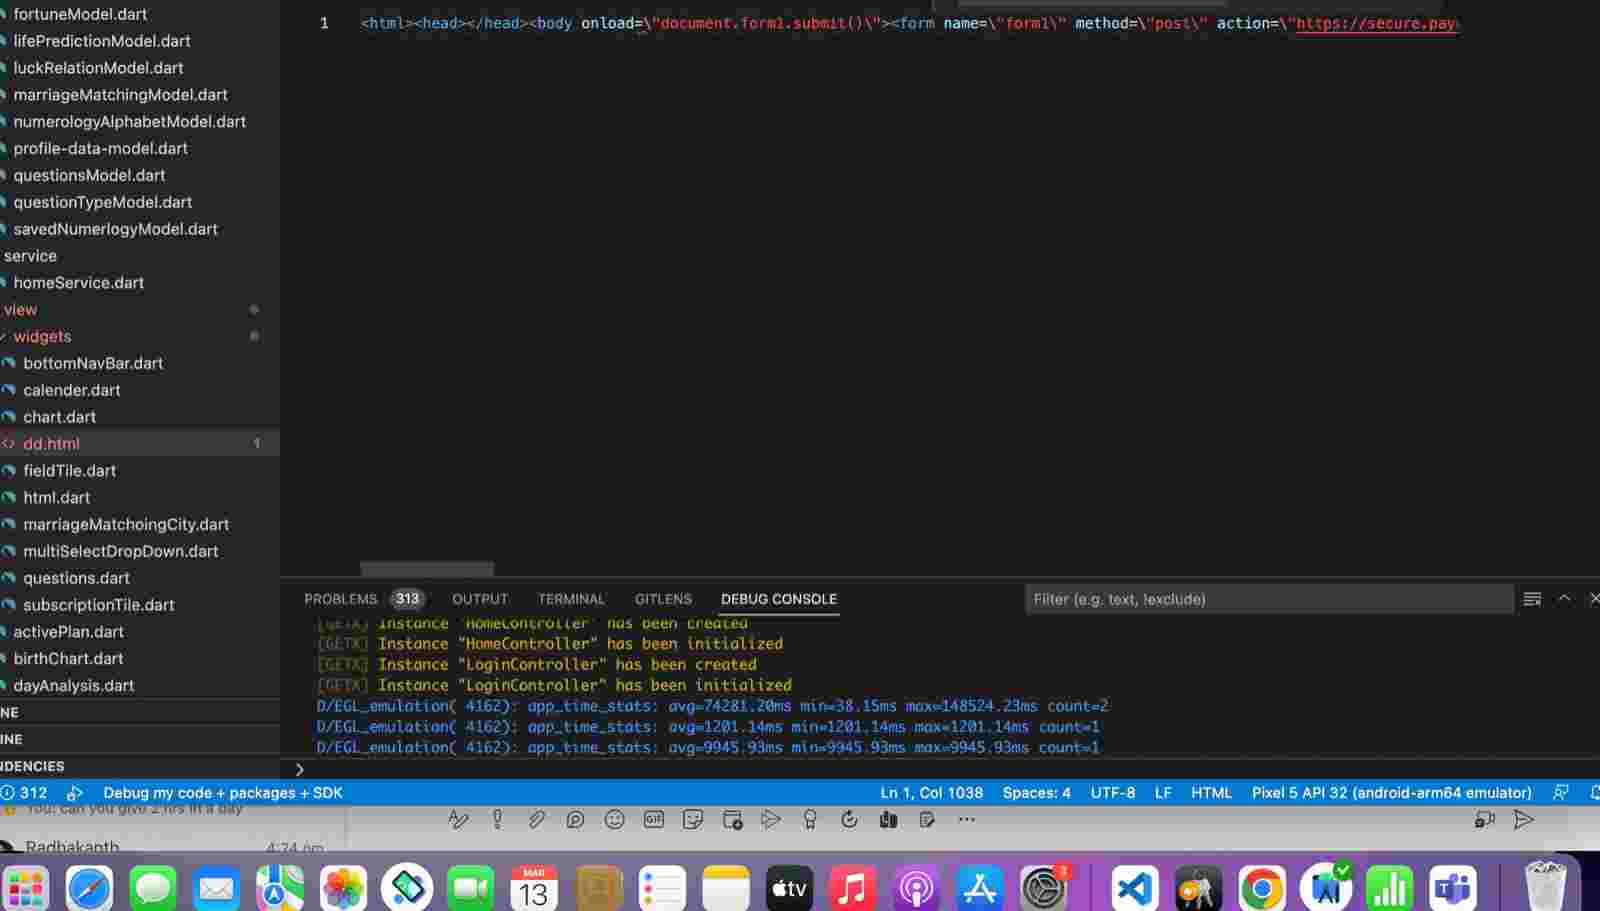 fortuneModel.dart
lifePredictionModel.dart
luckRelationModel.dart
marriageMatchingModel.dart
numerologyAlphabetModel.dart
profile-data-model.dart
questionsModel.dart
questionTypeModel.dart
savedNumerlogyModel.dart
service
homeService.dart
view
widgets
bottomNavBar.dart
calender.dart
chart.dart
dd.html 1
fieldTile.dart
html.dart
marriageMatchoingCity.dart
multiSelectDropDown.dart
questions.dart
subscriptionTile.dart
activePlan.dart
birthChart.dart
dayAnalysis.dart
NE
INE
NDENCIES
1 <html><head></head><body onload=\"document.form1.submit()\"><form name=\"form1\" method=\"post\" action=\"https://secure.pay
PROBLEMS 313 OUTPUT TERMINAL GITLENS DEBUG CONSOLE Filter (e.g. text, !exclude)
[GETX] Instance "HomeController" has been created
[GETX] Instance "HomeController" has been initialized
[GETX] Instance "LoginController" has been created
[GETX] Instance "LoginController" has been initialized
D/EGL_emulation( 4162): app_time_stats: avg=74281.20ms min=38.15ms max=148524.23ms count=2
D/EGL_emulation( 4162): app_time_stats: avg=1201.14ms min=1201.14ms max=1201.14ms count=1
D/EGL_emulation( 4162): app_time_stats: avg=9945.93ms min=9945.93ms max=9945.93ms count=1
312 Debug my code + packages + SDK Ln 1, Col 1038 Spaces: 4 UTF-8 LF HTML Pixel 5 API 32 (android-arm64 emulator)
You: can you give 2 hrs in a day
Radhakanth 4:24 pm
GIF
MAR
13
tv
3